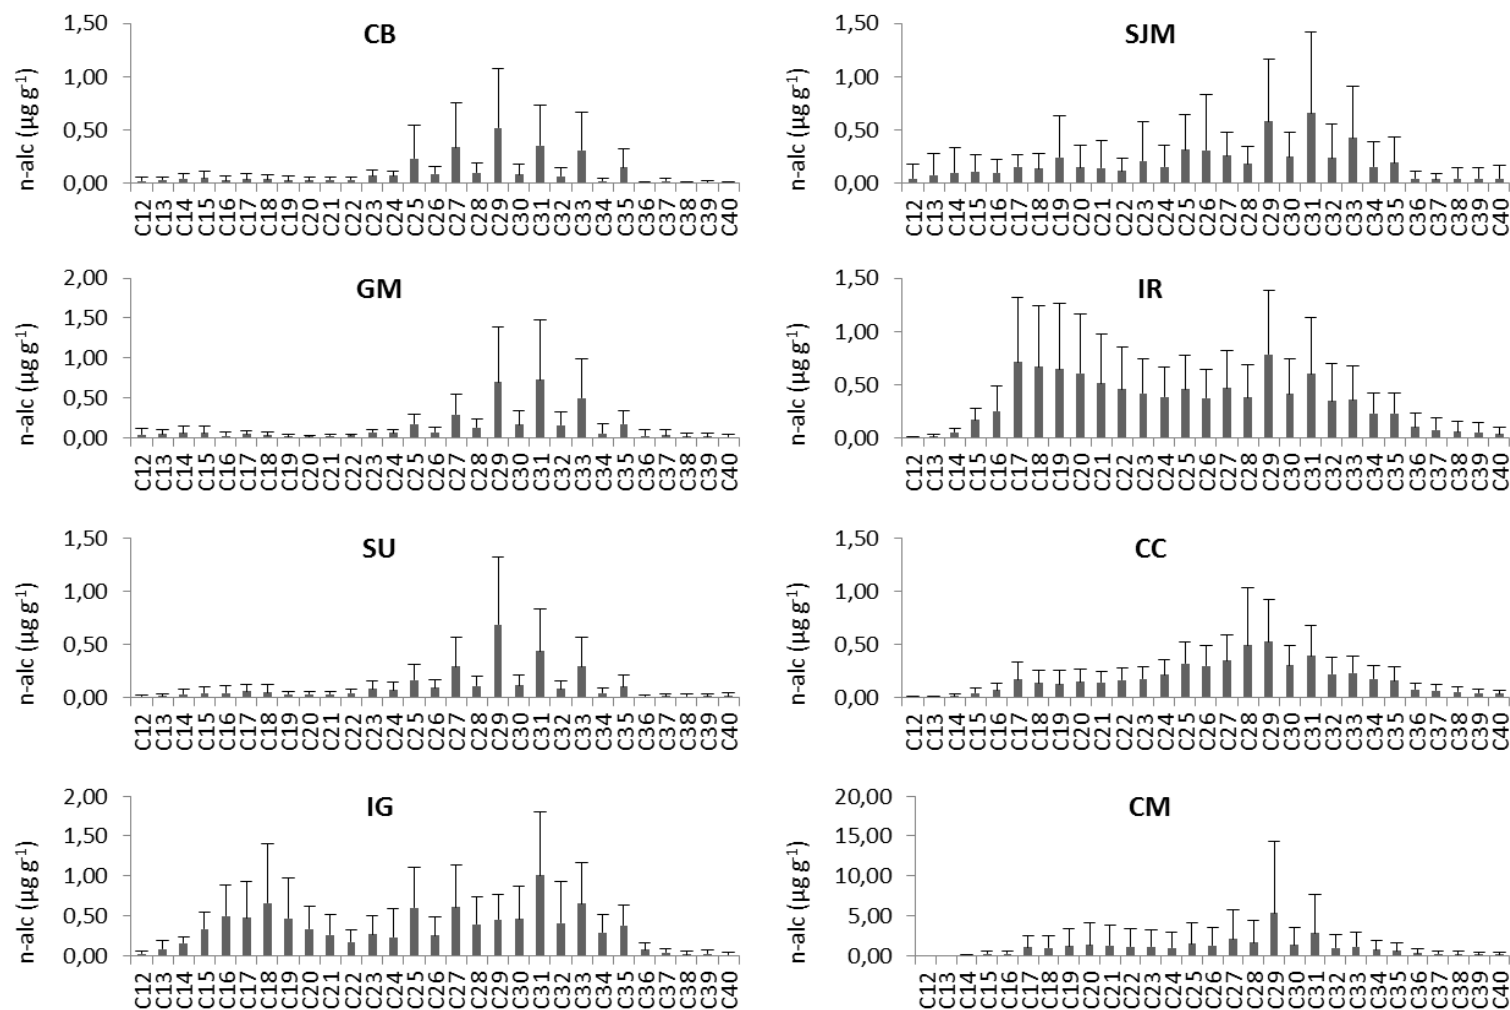 CB
n-alc (µg g-1)
1,50
1,00
0,50
0,00
C12 C13 C14 C15 C16 C17 C18 C19 C20 C21 C22 C23 C24 C25 C26 C27 C28 C29 C30 C31 C32 C33 C34 C35 C36 C37 C38 C39 C40
SJM
n-alc (µg g-1)
1,50
1,00
0,50
0,00
C12 C13 C14 C15 C16 C17 C18 C19 C20 C21 C22 C23 C24 C25 C26 C27 C28 C29 C30 C31 C32 C33 C34 C35 C36 C37 C38 C39 C40
GM
n-alc (µg g-1)
2,00
1,50
1,00
0,50
0,00
C12 C13 C14 C15 C16 C17 C18 C19 C20 C21 C22 C23 C24 C25 C26 C27 C28 C29 C30 C31 C32 C33 C34 C35 C36 C37 C38 C39 C40
IR
n-alc (µg g-1)
1,50
1,00
0,50
0,00
C12 C13 C14 C15 C16 C17 C18 C19 C20 C21 C22 C23 C24 C25 C26 C27 C28 C29 C30 C31 C32 C33 C34 C35 C36 C37 C38 C39 C40
SU
n-alc (µg g-1)
1,50
1,00
0,50
0,00
C12 C13 C14 C15 C16 C17 C18 C19 C20 C21 C22 C23 C24 C25 C26 C27 C28 C29 C30 C31 C32 C33 C34 C35 C36 C37 C38 C39 C40
CC
n-alc (µg g-1)
1,50
1,00
0,50
0,00
C12 C13 C14 C15 C16 C17 C18 C19 C20 C21 C22 C23 C24 C25 C26 C27 C28 C29 C30 C31 C32 C33 C34 C35 C36 C37 C38 C39 C40
IG
n-alc (µg g-1)
2,00
1,50
1,00
0,50
0,00
C12 C13 C14 C15 C16 C17 C18 C19 C20 C21 C22 C23 C24 C25 C26 C27 C28 C29 C30 C31 C32 C33 C34 C35 C36 C37 C38 C39 C40
CM
n-alc (µg g-1)
20,00
15,00
10,00
5,00
0,00
C12 C13 C14 C15 C16 C17 C18 C19 C20 C21 C22 C23 C24 C25 C26 C27 C28 C29 C30 C31 C32 C33 C34 C35 C36 C37 C38 C39 C40